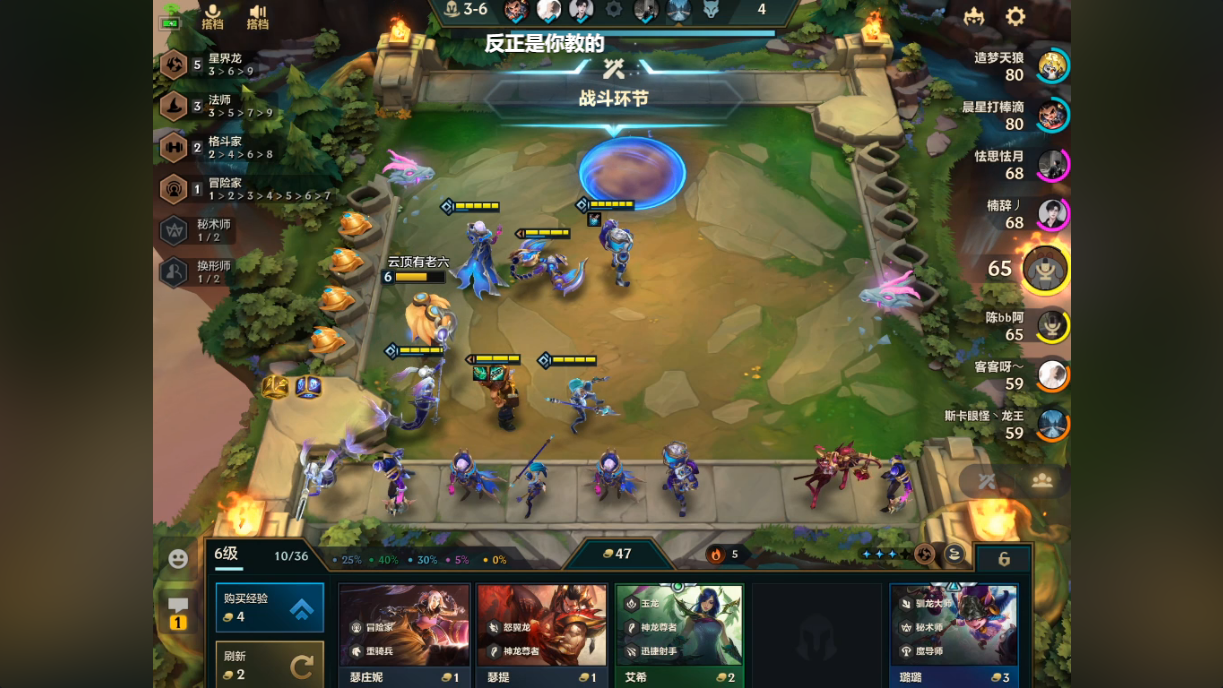 搭档
搭档
3-6
4
反正是你教的
战斗环节
5 星界龙
3 > 6 > 9
3 法师
3 > 5 > 7 > 9
2 格斗家
2 > 4 > 6 > 8
1 冒险家
1 > 2 > 3 > 4 > 5 > 6 > 7
秘术师
1 / 2
换形师
1 / 2
造梦天狼
80
晨星打棒滴
80
怯思怯月
68
楠辞丿
68
65
陈bb阿
65
客客呀～
59
斯卡眼怪丶龙王
59
云顶有老六
6
6级
10/36
25% 40% 30% 5% 0%
47
5
6
1
购买经验
4
刷新
2
冒险家
重骑兵
瑟庄妮 1
怒翼龙
神龙尊者
瑟提 1
玉龙
神龙尊者
迅捷射手
艾希 2
驯龙大师
秘术师
魔导师
璐璐 3